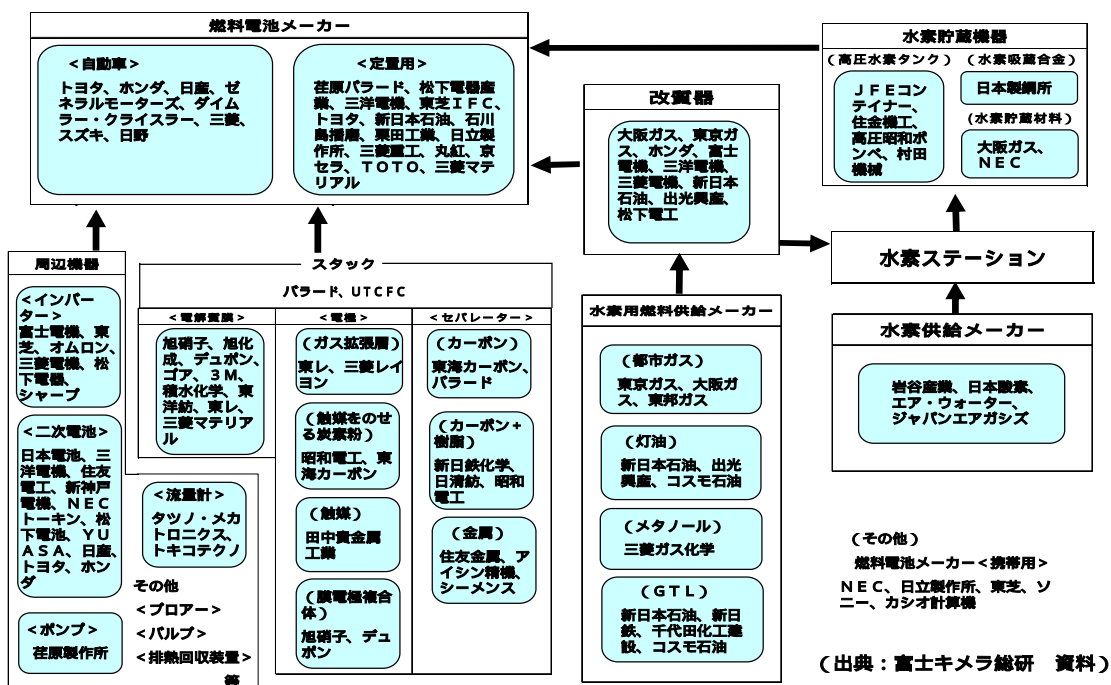 燃料電池メーカー
＜自動車＞
トヨタ、ホンダ、日産、ゼ
ネラルモーターズ、ダイム
ラー・クライスラー、三菱、
スズキ、日野
＜定置用＞
荏原バラード、松下電器産
業、三洋電機、東芝ＩＦＣ、
トヨタ、新日本石油、石川
島播磨、栗田工業、日立製
作所、三菱重工、丸紅、京
セラ、ＴＯＴＯ、三菱マテ
リアル
改質器
大阪ガス、東京ガ
ス、ホンダ、富士
電機、三洋電機、
三菱電機、新日本
石油、出光興産、
松下電工
水素貯蔵機器
（高圧水素タンク）
ＪＦＥコン
テイナー、
住金機工、
高圧昭和ボ
ンベ、村田
機械
（水素吸蔵合金）
日本製鋼所
（水素貯蔵材料）
大阪ガス、
ＮＥＣ
水素ステーション
水素供給メーカー
岩谷産業、日本酸素、
エア・ウォーター、
ジャパンエアガシズ
周辺機器
＜インバー
ター＞
富士電機、東
芝、オムロン、
三菱電機、松
下電器、
シャープ
＜二次電池＞
日本電池、三
洋電機、住友
電工、新神戸
電機、ＮＥＣ
トーキン、松
下電池、ＹＵ
ＡＳＡ、日産、
トヨタ、ホン
ダ
＜ポンプ＞
荏原製作所
＜流量計＞
タツノ・メカ
トロニクス、
トキコテクノ
その他
＜ブロアー＞
＜バルブ＞
＜排熱回収装置＞
等
スタック
バラード、UTCFC
＜電解質膜＞
旭硝子、旭化
成、デュポン、
ゴア、３Ｍ、
積水化学、東
洋紡、東レ、
三菱マテリア
ル
＜電極＞
（ガス拡張層）
東レ、三菱レイ
ヨン
（触媒をのせ
る炭素粉）
昭和電工、東
海カーボン
（触媒）
田中貴金属
工業
（膜電極複合
体）
旭硝子、デュ
ポン
＜セパレーター＞
（カーボン）
東海カーボン、
バラード
（カーボン＋
樹脂）
新日鉄化学、
日清紡、昭和
電工
（金属）
住友金属、ア
イシン精機、
シーメンス
水素用燃料供給メーカー
（都市ガス）
東京ガス、大阪ガ
ス、東邦ガス
（灯油）
新日本石油、出光
興産、コスモ石油
（メタノール）
三菱ガス化学
（ＧＴＬ）
新日本石油、新日
鉄、千代田化工建
設、コスモ石油
（その他）
燃料電池メーカー＜携帯用＞
ＮＥＣ、日立製作所、東芝、ソ
ニー、カシオ計算機
（出典：富士キメラ総研　資料）